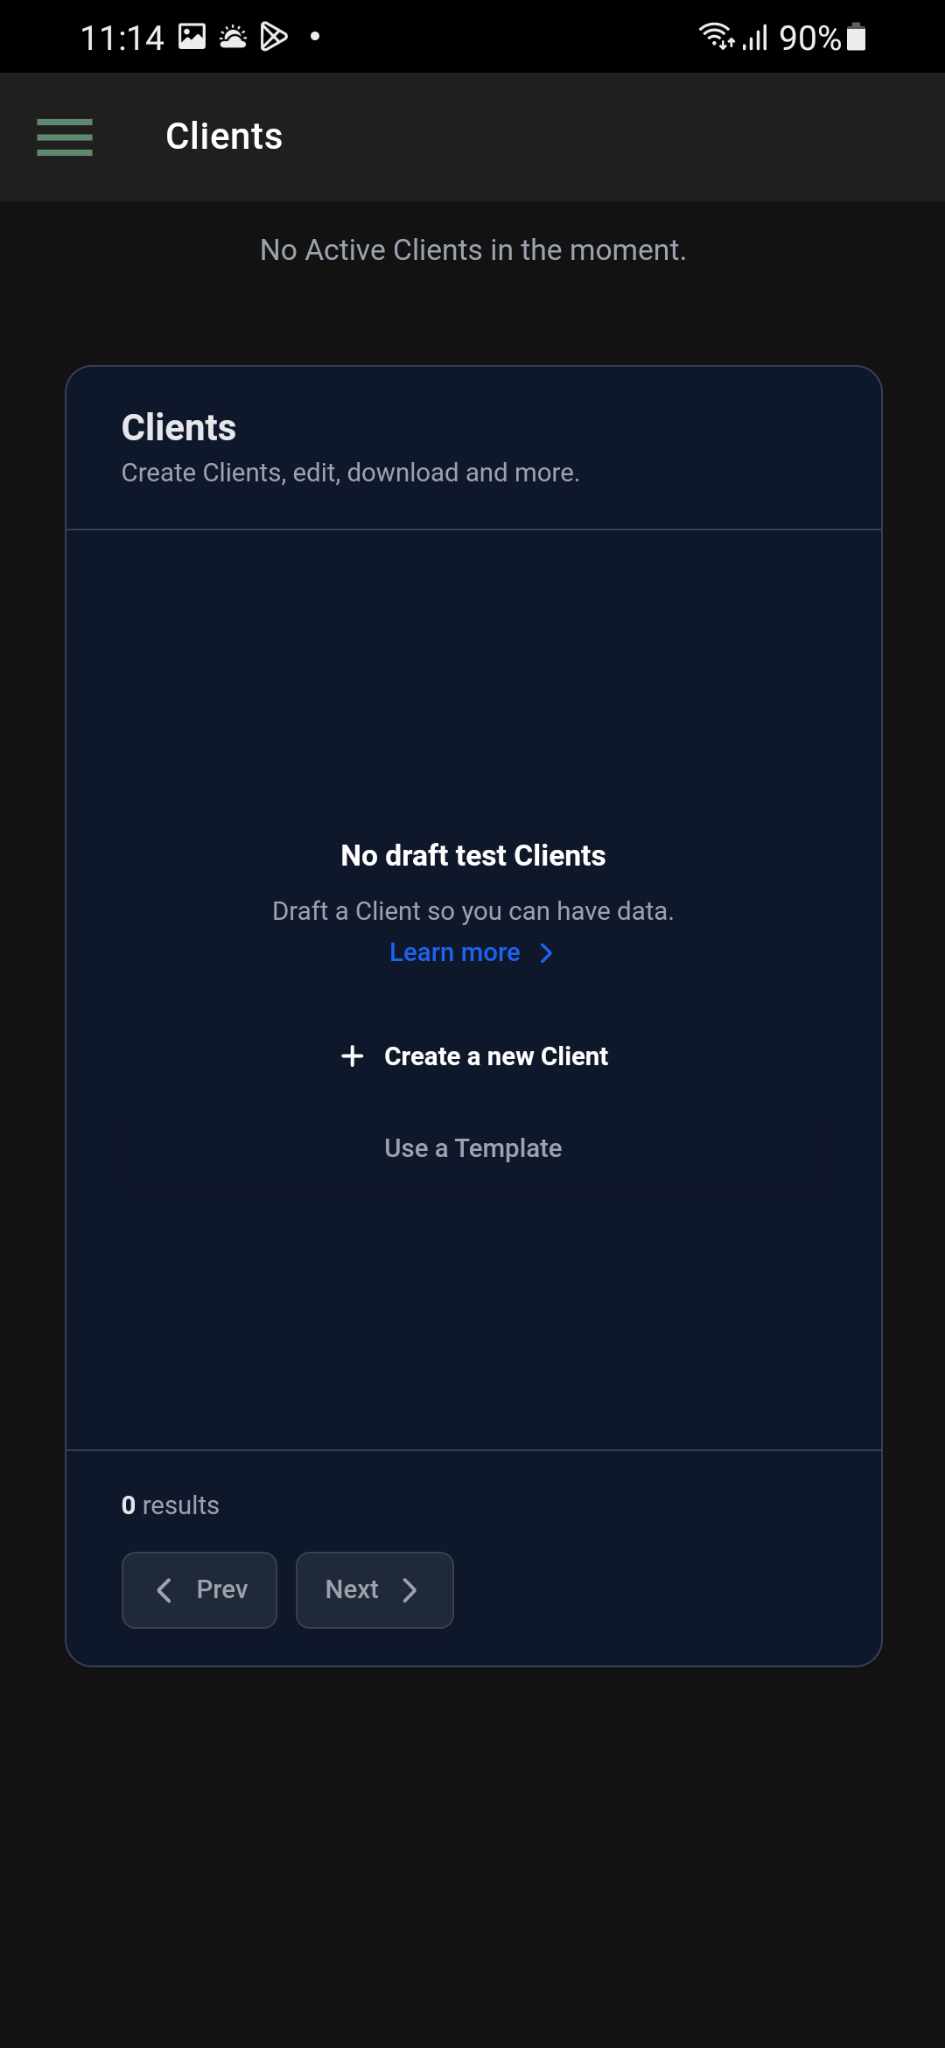 11:14
90%
Clients
No Active Clients in the moment.
Clients
Create Clients, edit, download and more.
No draft test Clients
Draft a Client so you can have data.
Learn more
Create a new Client
Use a Template
0 results
Prev
Next